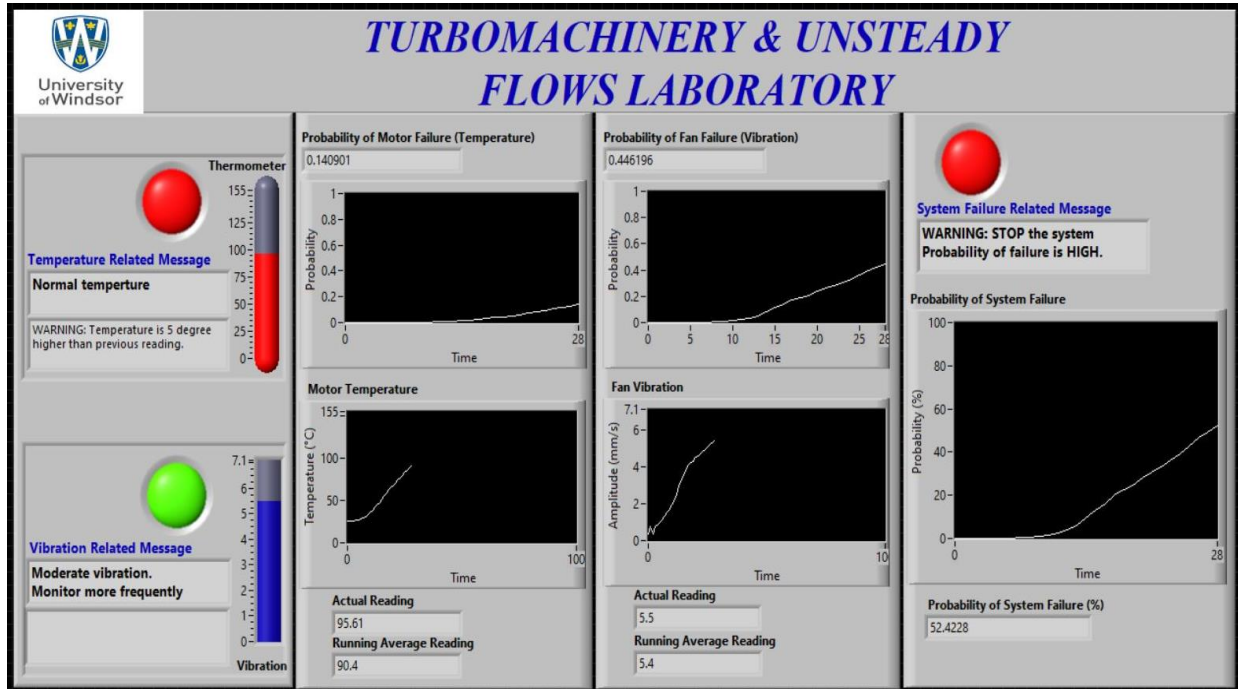 TURBOMACHINERY & UNSTEADY
FLOWS LABORATORY
University
of Windsor
Thermometer
155
125
100
75
50
25
0
Temperature Related Message
Normal temperture
WARNING: Temperature is 5 degree
higher than previous reading.
7.1
6
5
4
3
2
1
0
Vibration Related Message
Moderate vibration.
Monitor more frequently
Vibration
Probability of Motor Failure (Temperature)
0.140901
1
0.8
0.6
0.4
0.2
0
Probability
0
28
Time
Motor Temperature
155
100
50
0
Temperature (°C)
0
100
Time
Actual Reading
95.61
Running Average Reading
90.4
Probability of Fan Failure (Vibration)
0.446196
1
0.8
0.6
0.4
0.2
0
Probability
0 5 10 15 20 25 28
Time
Fan Vibration
7.1
6
4
2
0
Amplitude (mm/s)
0
10
Time
Actual Reading
5.5
Running Average Reading
5.4
System Failure Related Message
WARNING: STOP the system
Probability of failure is HIGH.
Probability of System Failure
100
80
60
40
20
0
Probability (%)
0
28
Time
Probability of System Failure (%)
52.4228